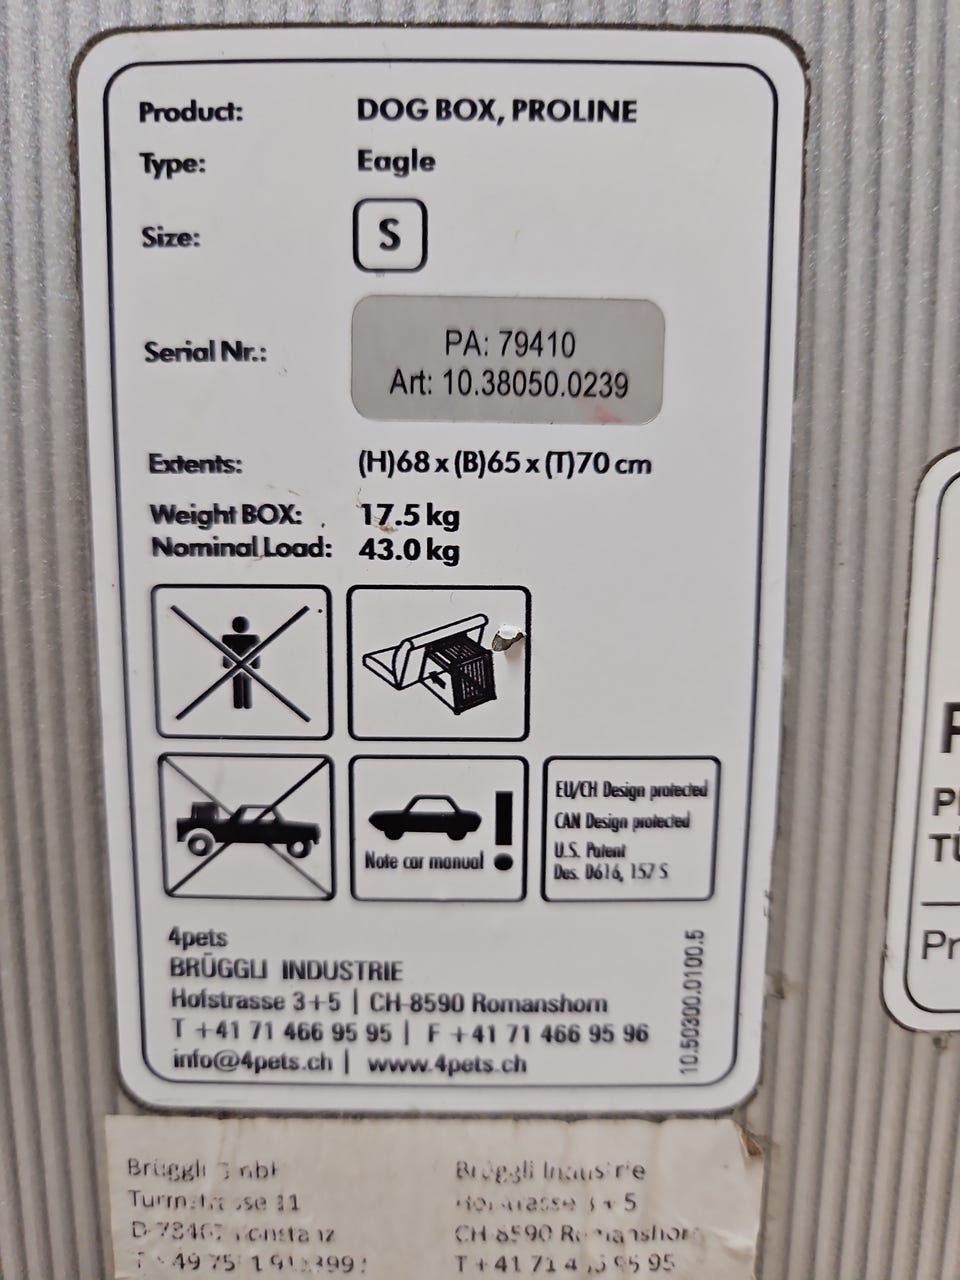 Product: DOG BOX, PROLINE
Type: Eagle
Size: S
Serial Nr.: PA: 79410
Art: 10.38050.0239
Extents: (H)68 x (B)65 x (T)70 cm
Weight BOX: 17.5 kg
Nominal Load: 43.0 kg
Note car manual
EU/CH Design protected
CAN Design protected
U.S. Patent
Des. D616, 157 S
4pets
BRÜGGLI INDUSTRIE
Hofstrasse 3+5 | CH-8590 Romanshorn
T +41 71 466 95 95 | F +41 71 466 95 96
info@4pets.ch | www.4pets.ch
10.50300.0100.5
Pr
Brüggli
11
CH-8590